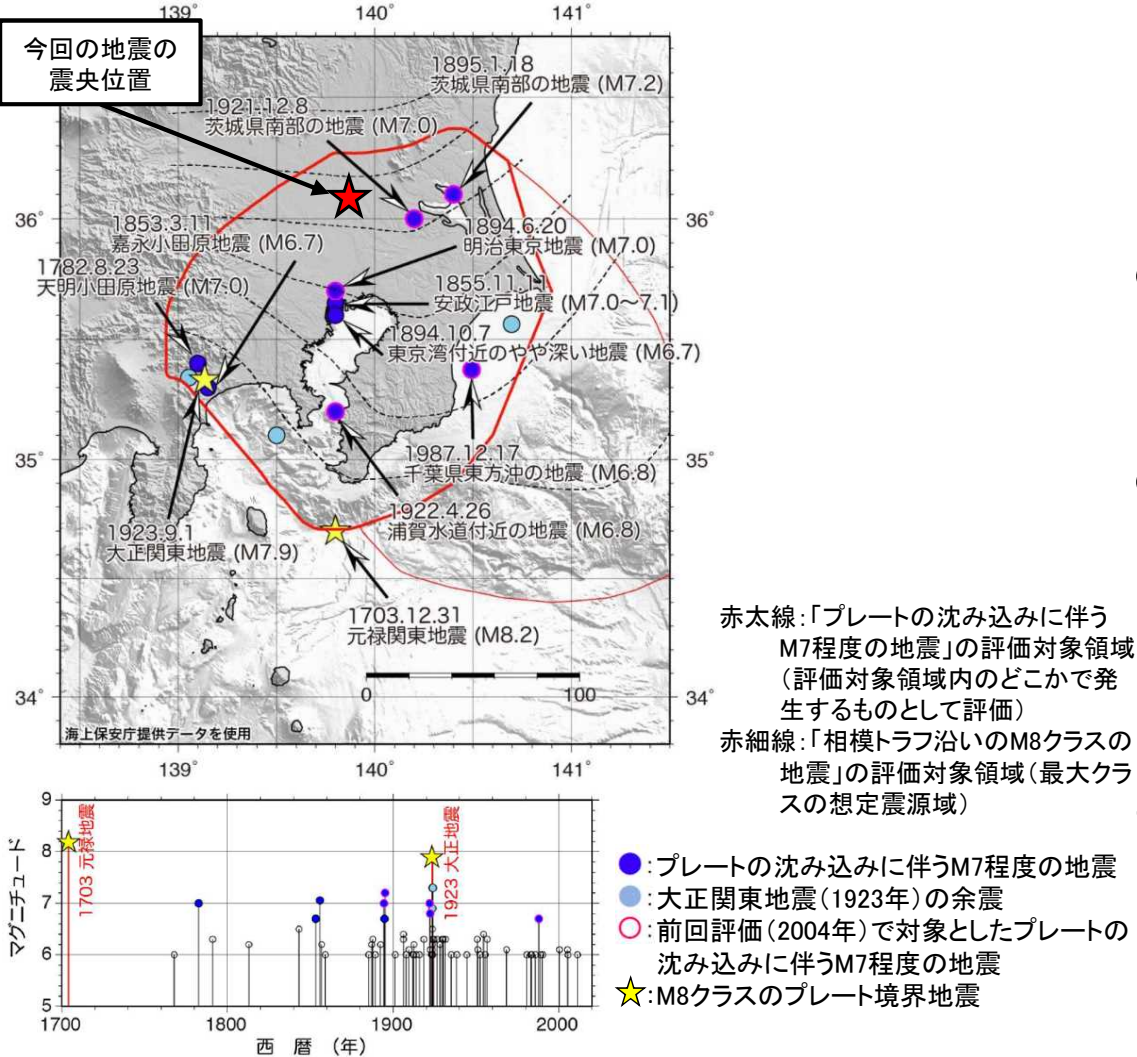 139°
140°
141°
今回の地震の
震央位置
1895.1.18
茨城県南部の地震 (M7.2)
1921.12.8
茨城県南部の地震 (M7.0)
36°
36°
1853.3.11
嘉永小田原地震 (M6.7)
1894.6.20
明治東京地震 (M7.0)
1782.8.23
天明小田原地震 (M7.0)
1855.11.11
安政江戸地震 (M7.0～7.1)
1894.10.7
東京湾付近のやや深い地震 (M6.7)
35°
35°
1987.12.17
千葉県東方沖の地震 (M6.8)
1922.4.26
浦賀水道付近の地震 (M6.8)
1923.9.1
大正関東地震 (M7.9)
1703.12.31
元禄関東地震 (M8.2)
0
100
34°
34°
海上保安庁提供データを使用
139°
140°
141°
赤太線：「プレートの沈み込みに伴う
M7程度の地震」の評価対象領域
（評価対象領域内のどこかで発
生するものとして評価）
赤細線：「相模トラフ沿いのM8クラスの
地震」の評価対象領域（最大クラ
スの想定震源域）
9
8
7
6
5
マグニチュード
1703 元禄地震
1923 大正地震
1700
1800
1900
2000
西 暦 (年)
：プレートの沈み込みに伴うM7程度の地震
：大正関東地震（1923年）の余震
：前回評価（2004年）で対象としたプレートの
沈み込みに伴うM7程度の地震
：M8クラスのプレート境界地震